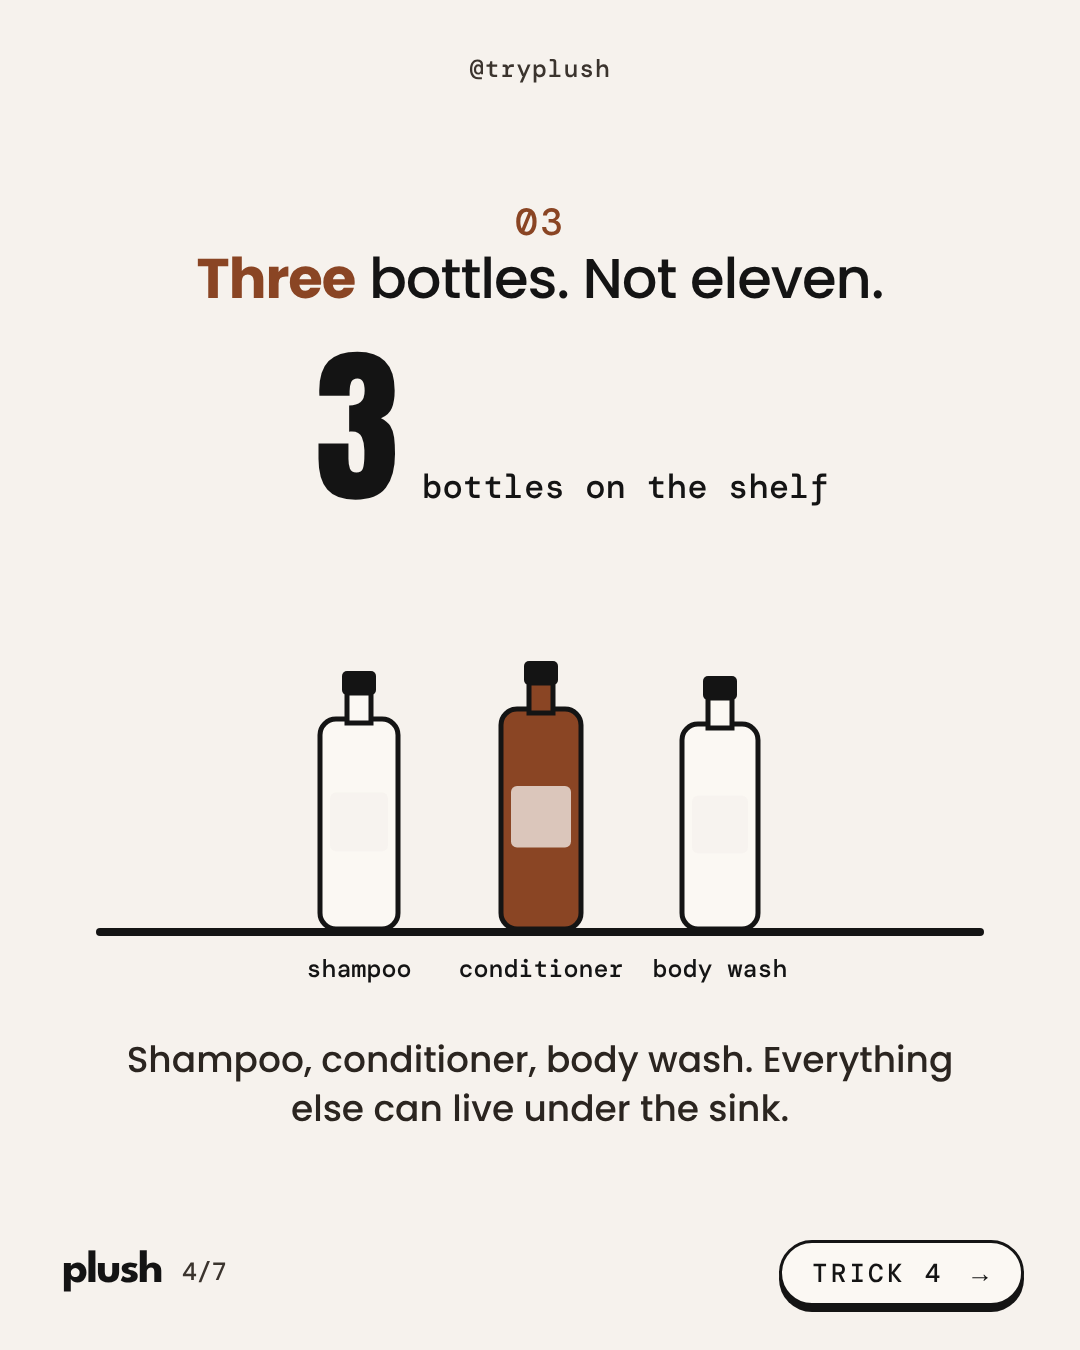 @tryplush
03
Three bottles. Not eleven.
3 bottles on the shelf
shampoo conditioner body wash
Shampoo, conditioner, body wash. Everything
else can live under the sink.
plush 4/7 TRICK 4 →